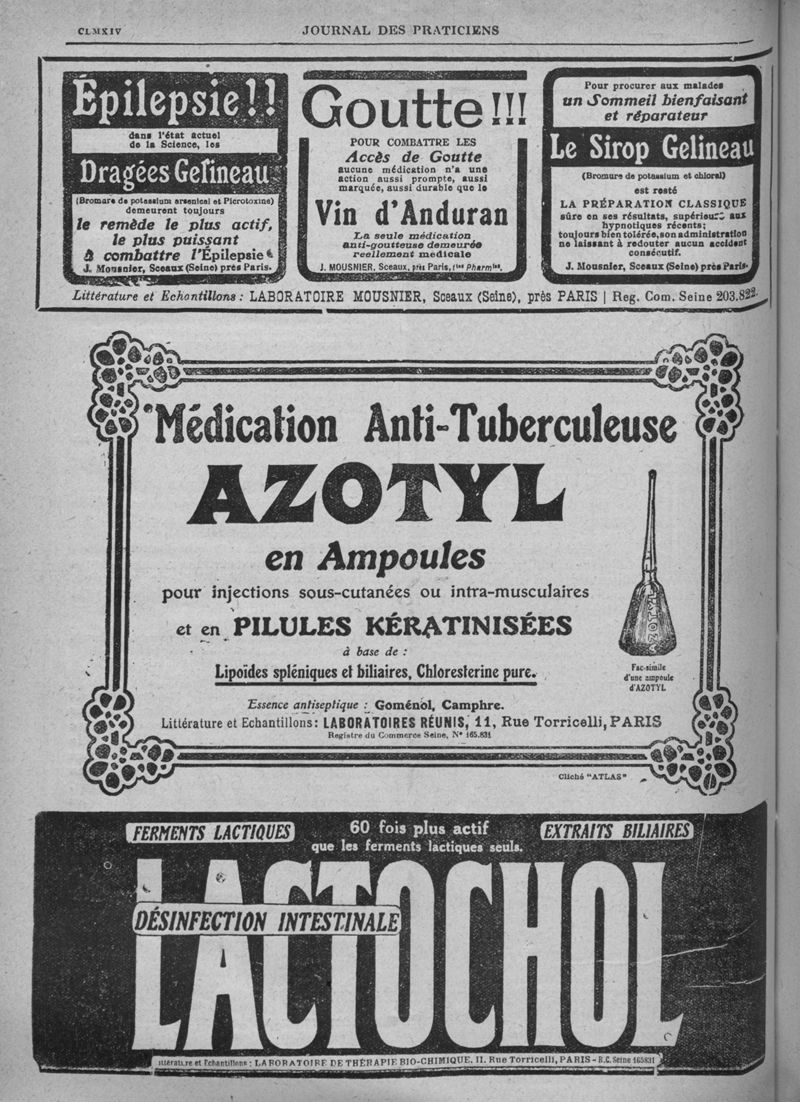 CLMXIV
JOURNAL DES PRATICIENS
Épilepsie!!
dans l'état actuel
de la Science, les
Dragées Gelineau
(Bromure de potassium arsenical et Picrotoxine)
demeurent toujours
le remède le plus actif,
le plus puissant
à combattre l'Épilepsie
J. Mousnier, Sceaux (Seine) près Paris.
Goutte!!!
POUR COMBATTRE LES
Accès de Goutte
aucune médication n'a une
action aussi prompte, aussi
marquée, aussi durable que le
Vin d'Anduran
La seule médication
anti-goutteuse demeurée
reellement medicale
J. MOUSNIER, Sceaux, près Paris, & Ttes Pharmies.
Pour procurer aux malades
un Sommeil bienfaisant
et réparateur
Le Sirop Gelineau
(Bromure de potassium et chloral)
est resté
LA PRÉPARATION CLASSIQUE
sûre en ses résultats, supérieure aux
hypnotiques récents;
toujours bien tolérée, son administration
ne laissant à redouter aucun accident
consécutif.
J. Mousnier, Sceaux (Seine) près Paris.
Littérature et Echantillons: LABORATOIRE MOUSNIER, Sceaux (Seine), près PARIS | Reg. Com. Seine 203.822.
Médication Anti-Tuberculeuse
AZOTYL
en Ampoules
pour injections sous-cutanées ou intra-musculaires
et en PILULES KÉRATINISÉES
à base de :
Lipoïdes spléniques et biliaires, Chloresterine pure.
AZOTYL
Fac-simile
d'une ampoule
d'AZOTYL
Essence antiseptique : Goménol, Camphre.
Littérature et Echantillons: LABORATOIRES RÉUNIS, 11, Rue Torricelli, PARIS
Registre du Commerce Seine, N° 165.831
Cliché "ATLAS"
FERMENTS LACTIQUES
60 fois plus actif
que les ferments lactiques seuls.
EXTRAITS BILIAIRES
LACTOCHOL
DÉSINFECTION INTESTINALE
Littérature et Echantillons : LABORATOIRE DE THÉRAPIE BIO-CHIMIQUE, 11, Rue Torricelli, PARIS - R.C. Seine 165831